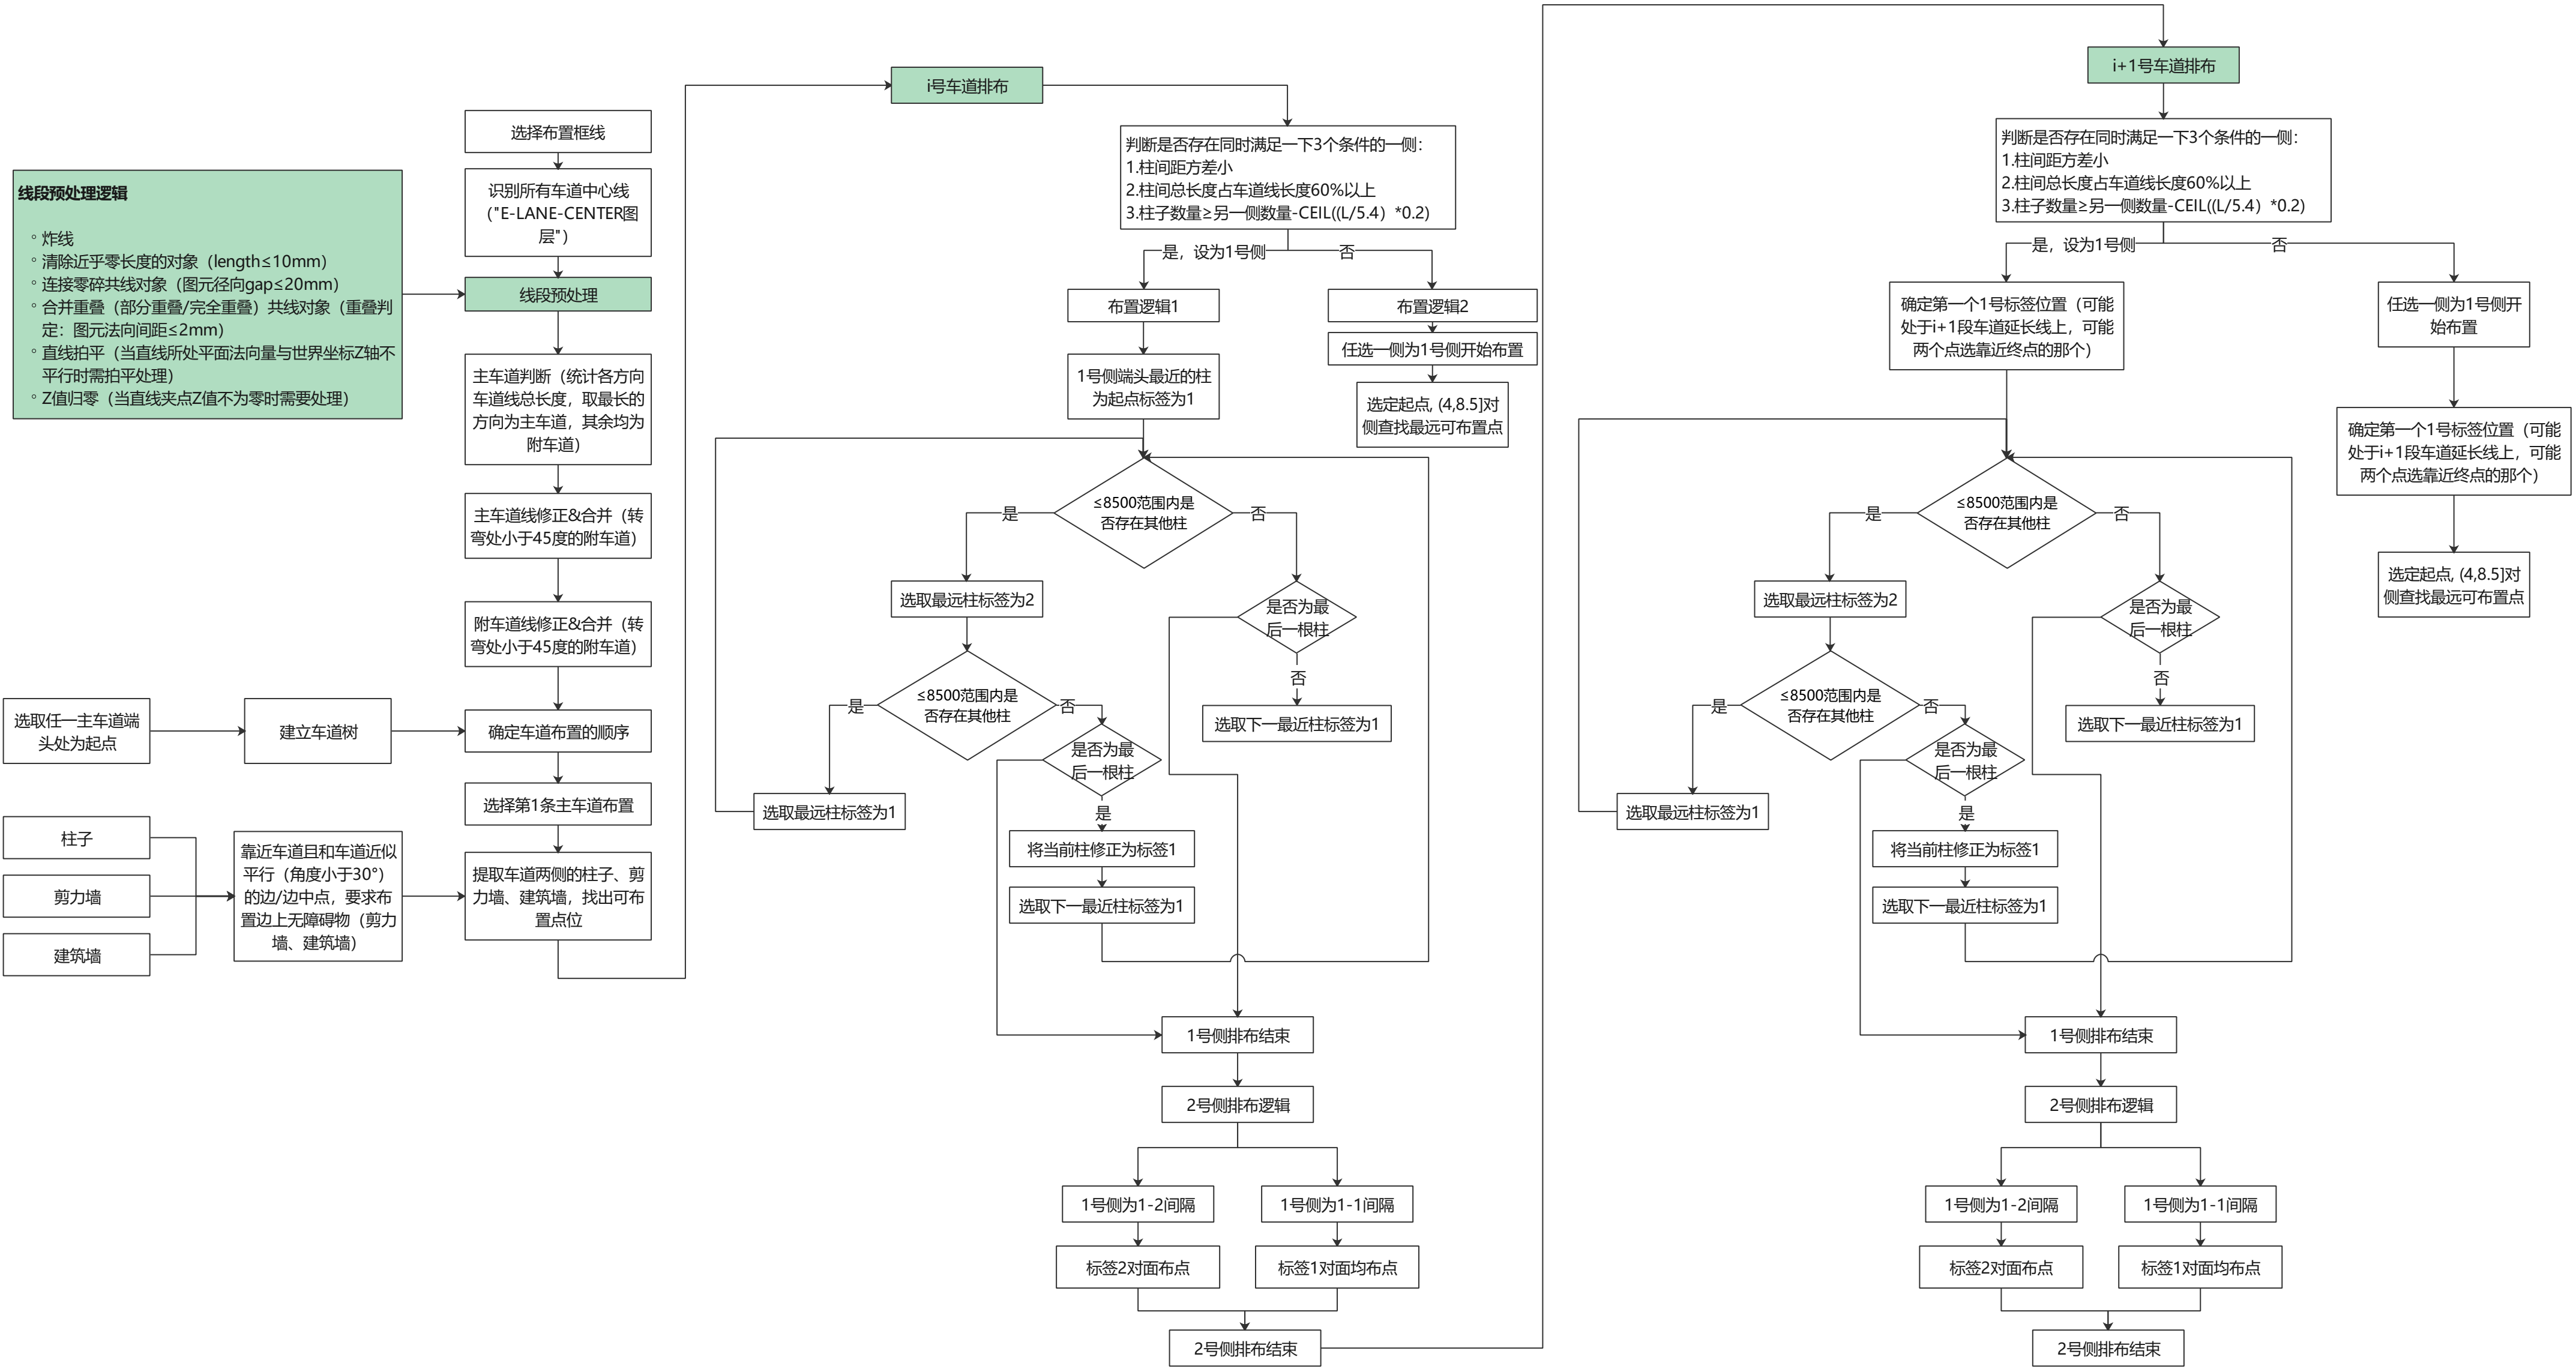 线段预处理逻辑
炸线
清除近乎零长度的对象（length≤10mm）
连接零碎共线对象（图元径向gap≤20mm）
合并重叠（部分重叠/完全重叠）共线对象（重叠判
定：图元法向间距≤2mm）
直线拍平（当直线所处平面法向量与世界坐标Z轴不
平行时需拍平处理）
Z值归零（当直线夹点Z值不为零时需要处理）
选择布置框线
识别所有车道中心线
（"E-LANE-CENTER图
层"）
线段预处理
主车道判断（统计各方向
车道线总长度，取最长的
方向为主车道，其余均为
附车道）
主车道线修正&合并（转
弯处小于45度的附车道）
附车道线修正&合并（转
弯处小于45度的附车道）
选取任一主车道端
头处为起点
建立车道树
确定车道布置的顺序
选择第1条主车道布置
柱子
剪力墙
建筑墙
靠近车道且和车道近似
平行（角度小于30°）
的边/边中点，要求布
置边上无障碍物（剪力
墙、建筑墙）
提取车道两侧的柱子、剪
力墙、建筑墙，找出可布
置点位
i号车道排布
判断是否存在同时满足一下3个条件的一侧：
1.柱间距方差小
2.柱间总长度占车道线长度60%以上
3.柱子数量≥另一侧数量-CEIL((L/5.4）*0.2)
是，设为1号侧
否
布置逻辑1
布置逻辑2
任选一侧为1号侧开始布置
1号侧端头最近的柱
为起点标签为1
选定起点, (4,8.5]对
侧查找最远可布置点
≤8500范围内是
否存在其他柱
是
否
选取最远柱标签为2
是否为最
后一根柱
否
选取下一最近柱标签为1
≤8500范围内是
否存在其他柱
是
否
是否为最
后一根柱
选取最远柱标签为1
是
将当前柱修正为标签1
选取下一最近柱标签为1
1号侧排布结束
2号侧排布逻辑
1号侧为1-2间隔
1号侧为1-1间隔
标签2对面布点
标签1对面均布点
2号侧排布结束
i+1号车道排布
判断是否存在同时满足一下3个条件的一侧：
1.柱间距方差小
2.柱间总长度占车道线长度60%以上
3.柱子数量≥另一侧数量-CEIL((L/5.4）*0.2)
是，设为1号侧
否
确定第一个1号标签位置（可能
处于i+1段车道延长线上，可能
两个点选靠近终点的那个）
任选一侧为1号侧开
始布置
确定第一个1号标签位置（可能
处于i+1段车道延长线上，可能
两个点选靠近终点的那个）
选定起点, (4,8.5]对
侧查找最远可布置点
≤8500范围内是
否存在其他柱
是
否
选取最远柱标签为2
是否为最
后一根柱
否
选取下一最近柱标签为1
≤8500范围内是
否存在其他柱
是
否
是否为最
后一根柱
选取最远柱标签为1
是
将当前柱修正为标签1
选取下一最近柱标签为1
1号侧排布结束
2号侧排布逻辑
1号侧为1-2间隔
1号侧为1-1间隔
标签2对面布点
标签1对面均布点
2号侧排布结束